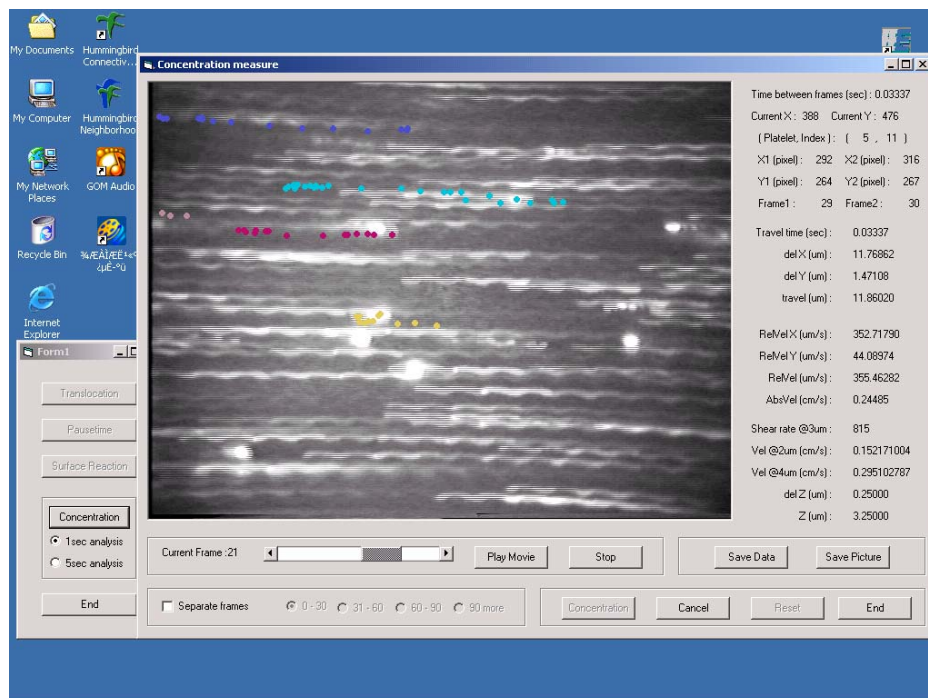 My Documents
Hummingbird
Connectiv...
My Computer
Hummingbird
Neighborhoo
My Network
Places
GOM Audio
Recycle Bin
Internet
Explorer
Concentration measure
Time between frames (sec) : 0.03337
Current X : 388 Current Y : 476
( Platelet, Index ) : ( 5 , 11 )
X1 (pixel) : 292 X2 (pixel) : 316
Y1 (pixel) : 264 Y2 (pixel) : 267
Frame1 : 29 Frame2 : 30
Travel time (sec) : 0.03337
del X (um) : 11.76862
del Y (um) : 1.47108
travel (um) : 11.86020
RelVel X (um/s) : 352.71790
RelVel Y (um/s) : 44.08974
RelVel (um/s) : 355.46282
AbsVel (cm/s) : 0.24485
Shear rate @3um : 815
Vel @2um (cm/s) : 0.152171004
Vel @4um (cm/s) : 0.295102787
del Z (um) : 0.25000
Z (um) : 3.25000
Form1
Translocation
Pausetime
Surface Reaction
Concentration
1sec analysis
5sec analysis
End
Current Frame :21
Play Movie
Stop
Save Data
Save Picture
Separate frames
0 - 30
31 - 60
60 - 90
90 more
Concentration
Cancel
Reset
End